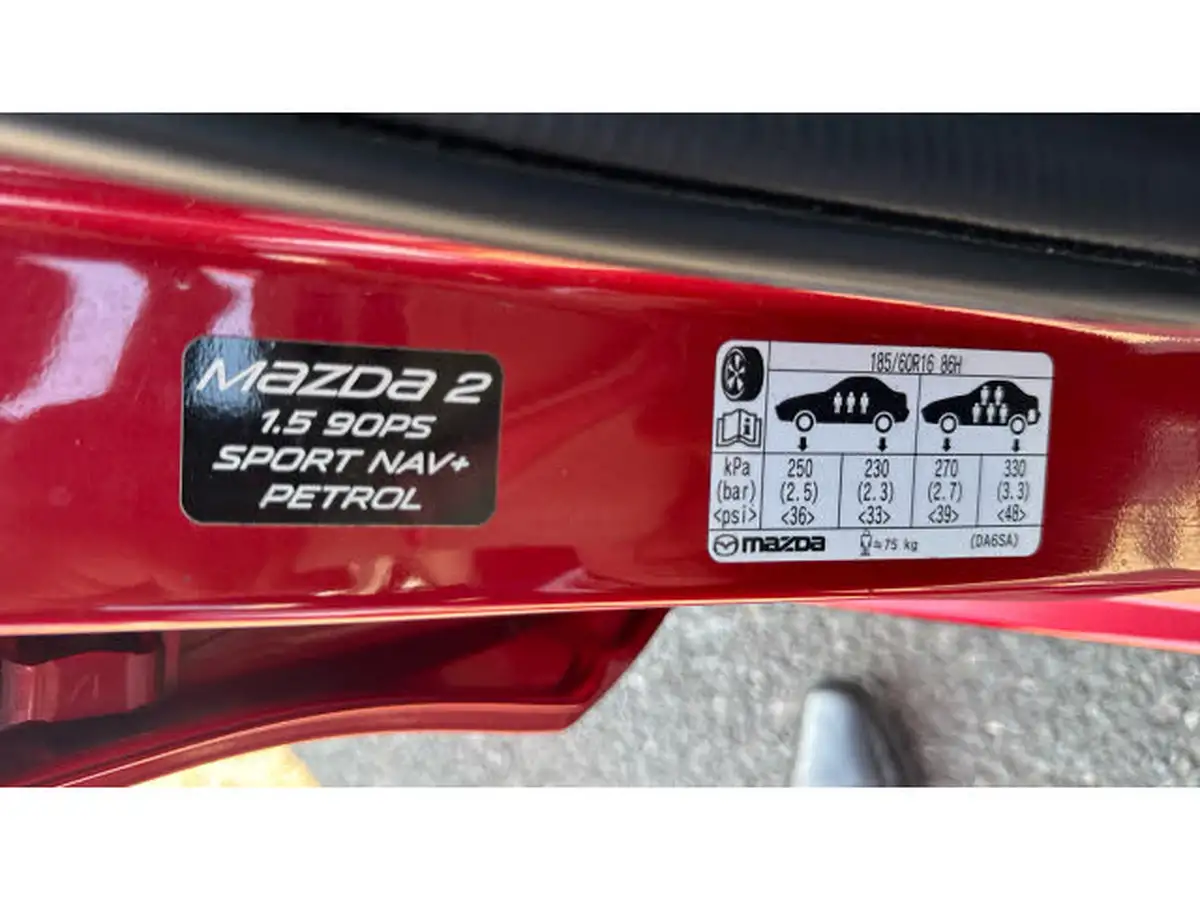 MAZDA 2
1.5 90PS
SPORT NAV+
PETROL
185/60R16 86H
kPa 250 230 270 330
(bar) (2.5) (2.3) (2.7) (3.3)
<psi> <36> <33> <39> <48>
mazda ≈75 kg (DA6SA)